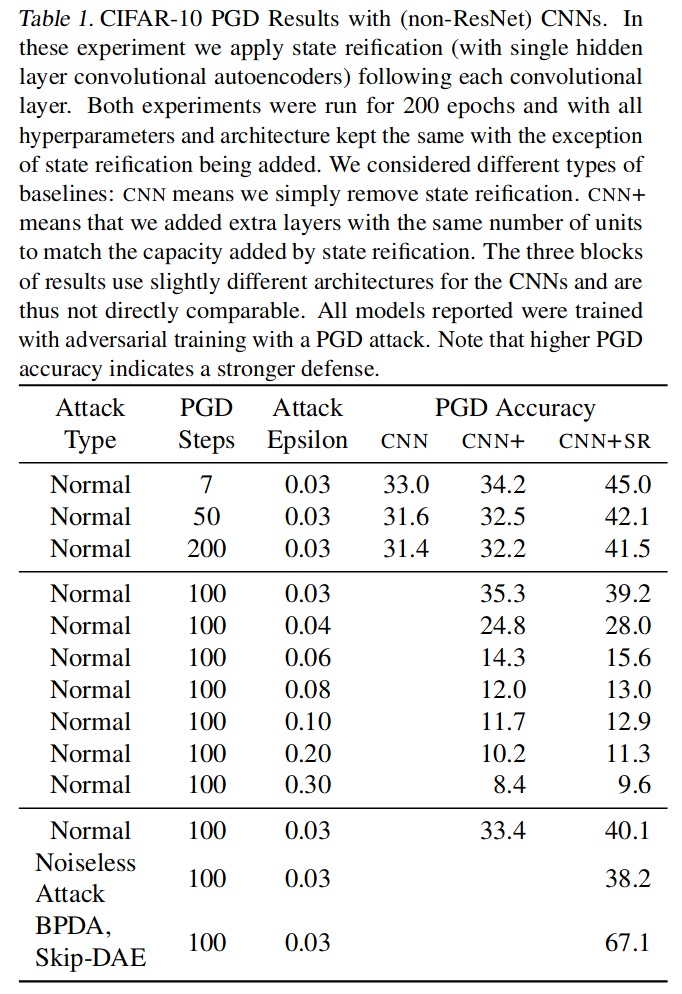 Table 1. CIFAR-10 PGD Results with (non-ResNet) CNNs. In
these experiment we apply state reification (with single hidden
layer convolutional autoencoders) following each convolutional
layer. Both experiments were run for 200 epochs and with all
hyperparameters and architecture kept the same with the exception
of state reification being added. We considered different types of
baselines: CNN means we simply remove state reification. CNN+
means that we added extra layers with the same number of units
to match the capacity added by state reification. The three blocks
of results use slightly different architectures for the CNNs and are
thus not directly comparable. All models reported were trained
with adversarial training with a PGD attack. Note that higher PGD
accuracy indicates a stronger defense.
Attack PGD Attack PGD Accuracy
Type Steps Epsilon CNN CNN+ CNN+SR
Normal 7 0.03 33.0 34.2 45.0
Normal 50 0.03 31.6 32.5 42.1
Normal 200 0.03 31.4 32.2 41.5
Normal 100 0.03 35.3 39.2
Normal 100 0.04 24.8 28.0
Normal 100 0.06 14.3 15.6
Normal 100 0.08 12.0 13.0
Normal 100 0.10 11.7 12.9
Normal 100 0.20 10.2 11.3
Normal 100 0.30 8.4 9.6
Normal 100 0.03 33.4 40.1
Noiseless
Attack 100 0.03 38.2
BPDA,
Skip-DAE 100 0.03 67.1